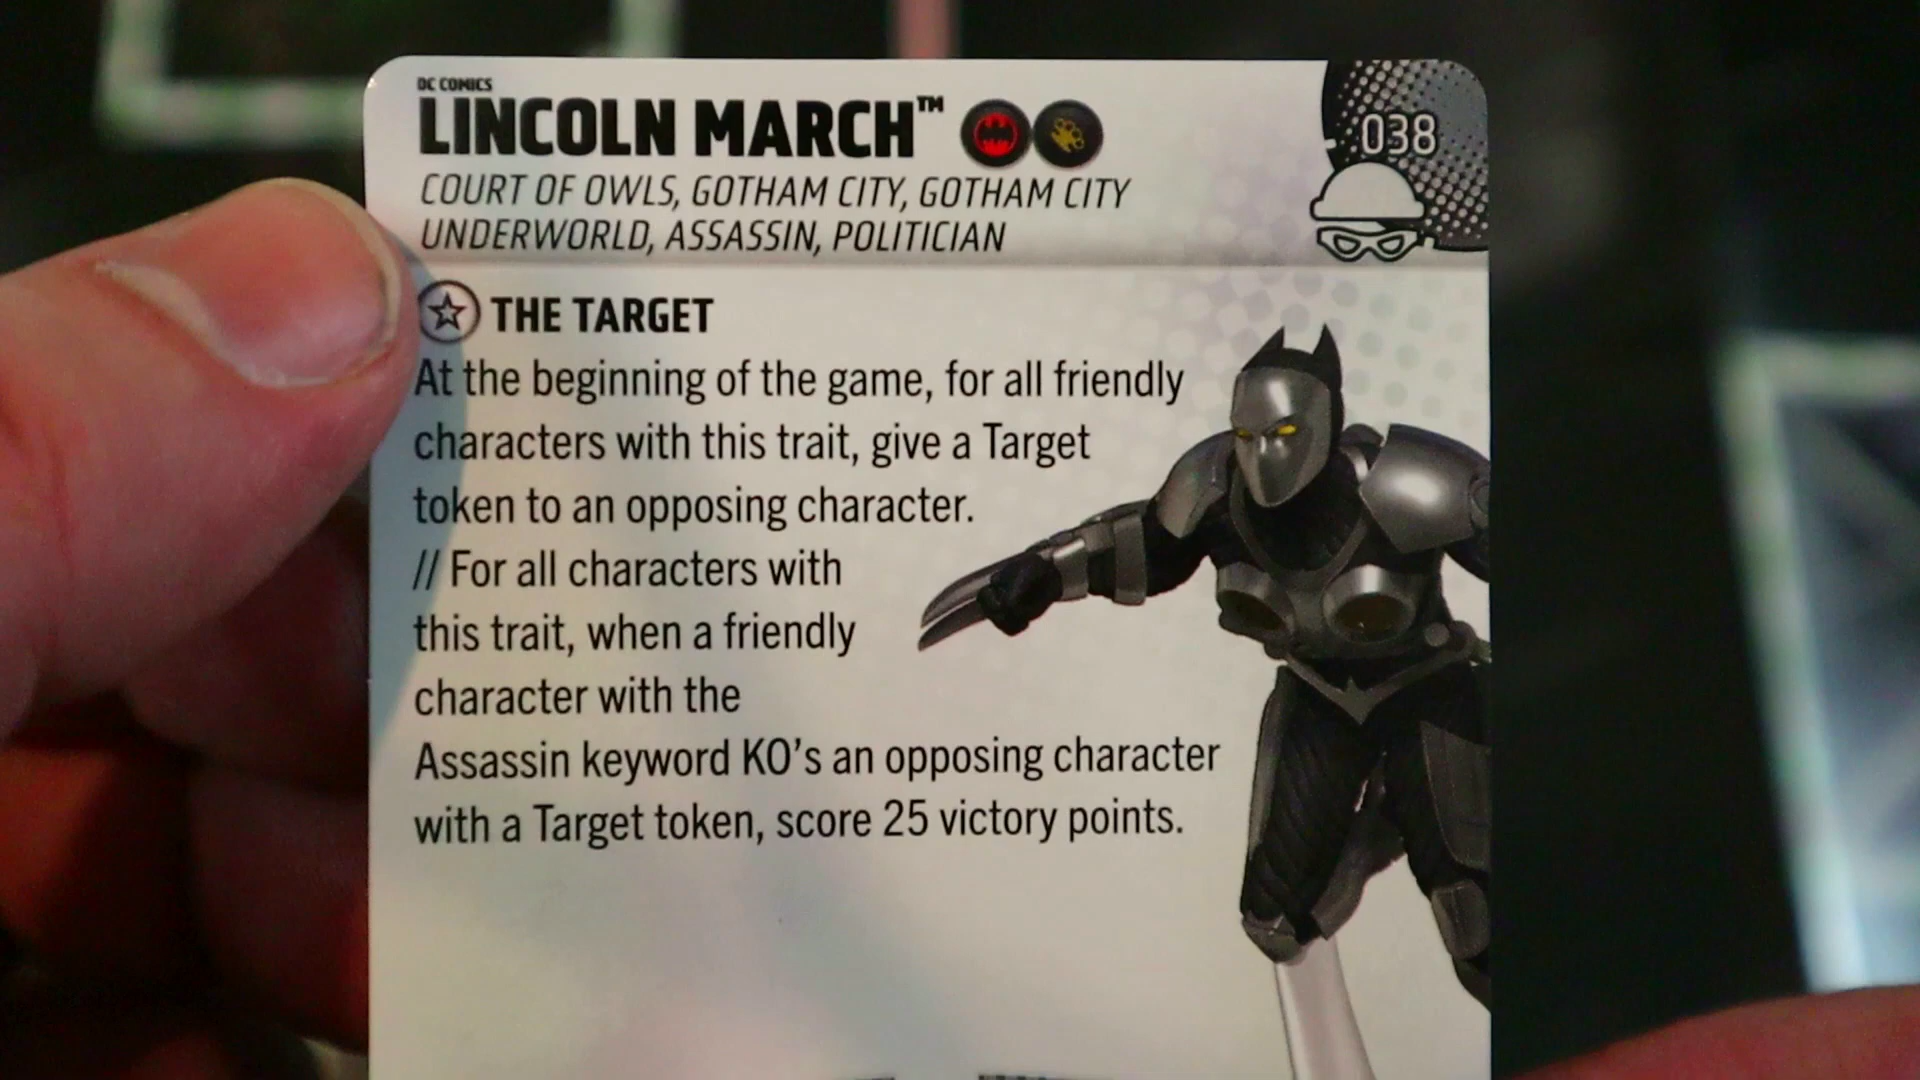 DC COMICS
LINCOLN MARCH™
038
COURT OF OWLS, GOTHAM CITY, GOTHAM CITY
UNDERWORLD, ASSASSIN, POLITICIAN
THE TARGET
At the beginning of the game, for all friendly
characters with this trait, give a Target
token to an opposing character.
// For all characters with
this trait, when a friendly
character with the
Assassin keyword KO's an opposing character
with a Target token, score 25 victory points.